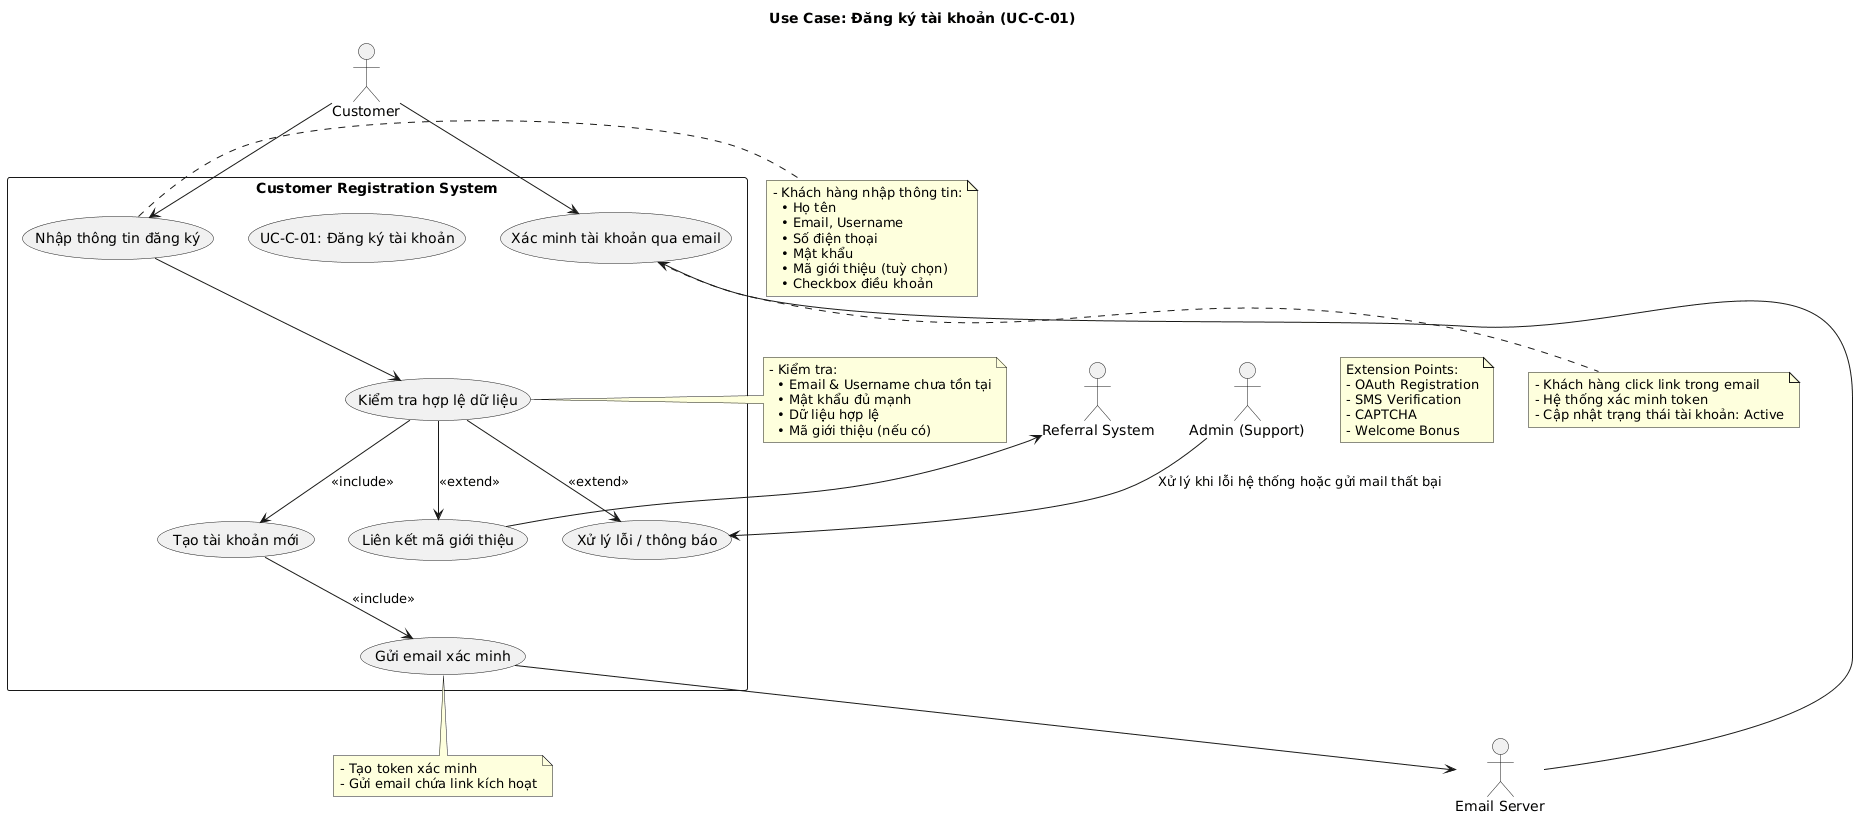 Use Case: Đăng ký tài khoản (UC-C-01)
Customer
Customer Registration System
Nhập thông tin đăng ký
UC-C-01: Đăng ký tài khoản
Xác minh tài khoản qua email
- Khách hàng nhập thông tin:
• Họ tên
• Email, Username
• Số điện thoại
• Mật khẩu
• Mã giới thiệu (tuỳ chọn)
• Checkbox điều khoản
Kiểm tra hợp lệ dữ liệu
- Kiểm tra:
• Email & Username chưa tồn tại
• Mật khẩu đủ mạnh
• Dữ liệu hợp lệ
• Mã giới thiệu (nếu có)
Referral System
Admin (Support)
Extension Points:
- OAuth Registration
- SMS Verification
- CAPTCHA
- Welcome Bonus
- Khách hàng click link trong email
- Hệ thống xác minh token
- Cập nhật trạng thái tài khoản: Active
«include»
«extend»
«extend»
Xử lý khi lỗi hệ thống hoặc gửi mail thất bại
Tạo tài khoản mới
Liên kết mã giới thiệu
Xử lý lỗi / thông báo
«include»
Gửi email xác minh
- Tạo token xác minh
- Gửi email chứa link kích hoạt
Email Server